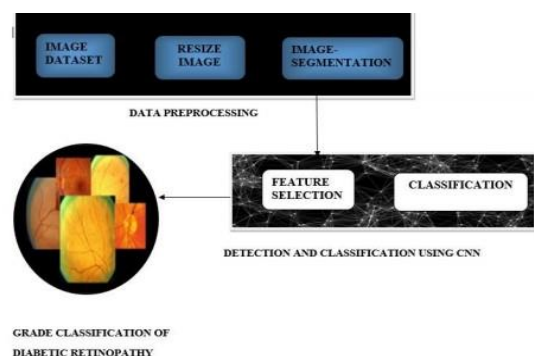 IMAGE
DATASET
RESIZE
IMAGE
IMAGE-
SEGMENTATION
DATA PREPROCESSING
FEATURE
SELECTION
CLASSIFICATION
DETECTION AND CLASSIFICATION USING CNN
GRADE CLASSIFICATION OF
DIABETIC RETINOPATHY